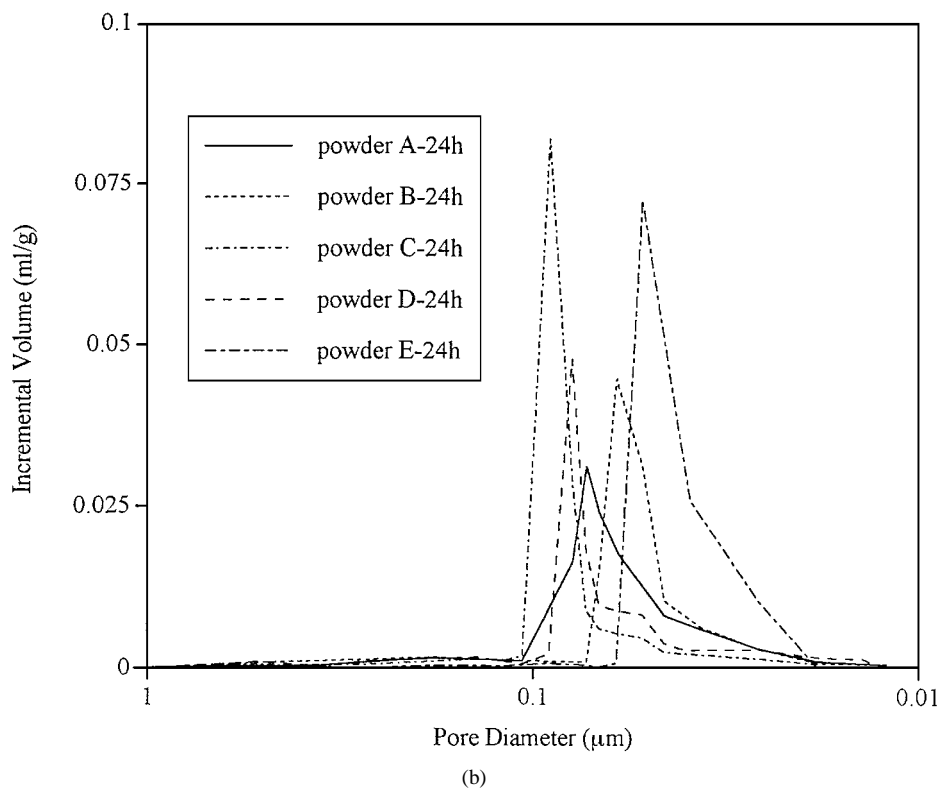 0.1
0.075
0.05
0.025
0
Incremental Volume (ml/g)
powder A-24h
powder B-24h
powder C-24h
powder D-24h
powder E-24h
1
0.1
0.01
Pore Diameter (μm)
(b)